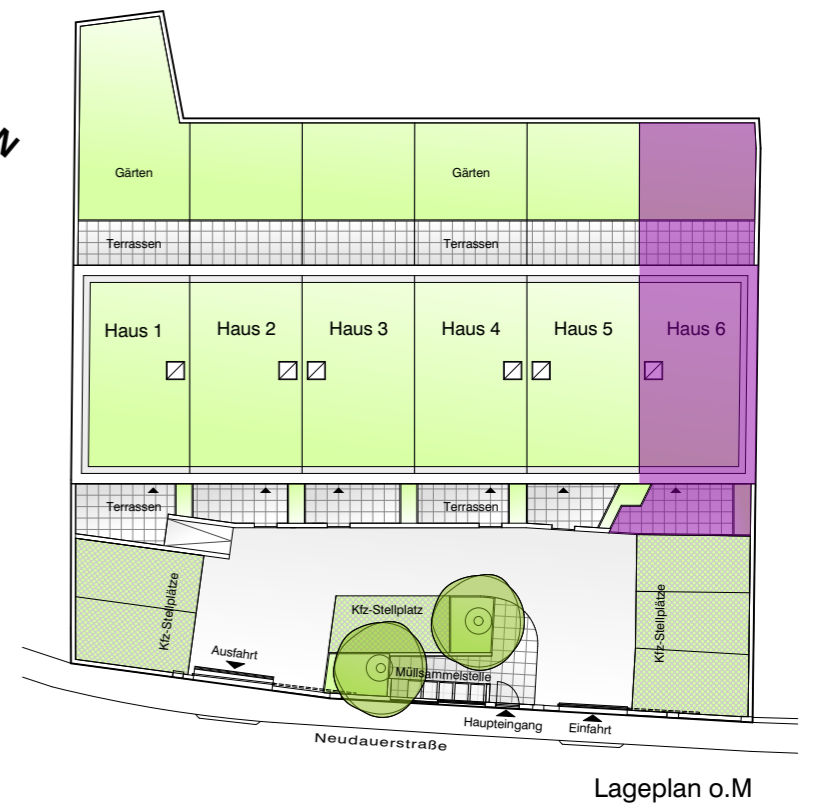 N
Gärten
Gärten
Terrassen
Terrassen
Haus 1
Haus 2
Haus 3
Haus 4
Haus 5
Haus 6
Terrassen
Terrassen
Kfz-Stellplätze
Kfz-Stellplatz
Kfz-Stellplätze
Ausfahrt
Müllsammelstelle
Haupteingang
Einfahrt
Neudauerstraße
Lageplan o.M